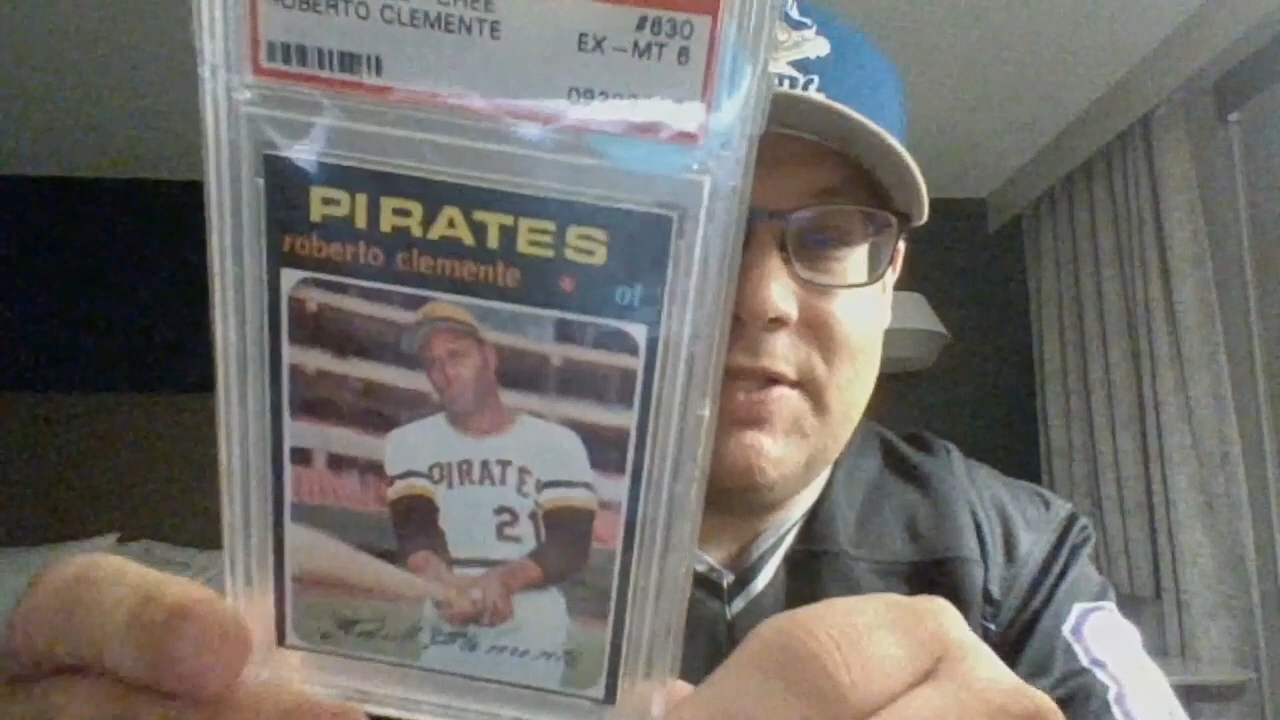 ROBERTO CLEMENTE
#630
EX-MT 6
PIRATES
roberto clemente
of
PIRATES
21